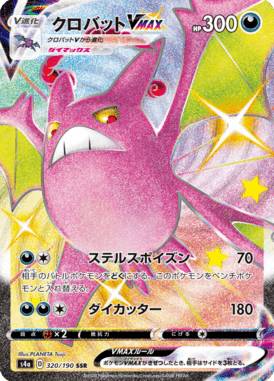 V進化
クロバットVMAX
HP300
クロバットVから進化
ダイマックス
ステルスポイズン 70
相手のバトルポケモンをどくにする。このポケモンをベンチポケ
モンと入れ替える。
ダイカッター 180
弱点 ×2 抵抗力 にげる
Illus. PLANETA Tsuji
VMAXルール
s4a D 320/190 SSR
VMAXポケモンがきぜつしたとき、相手はサイドを3枚とる。